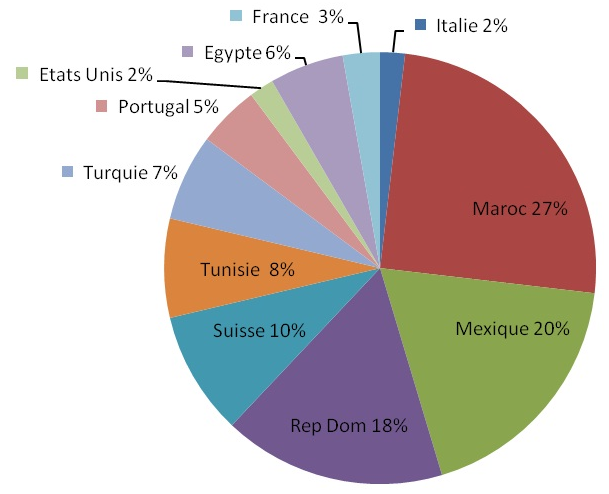 France 3%
Italie 2%
Egypte 6%
Etats Unis 2%
Portugal 5%
Turquie 7%
Maroc 27%
Tunisie 8%
Suisse 10%
Mexique 20%
Rep Dom 18%